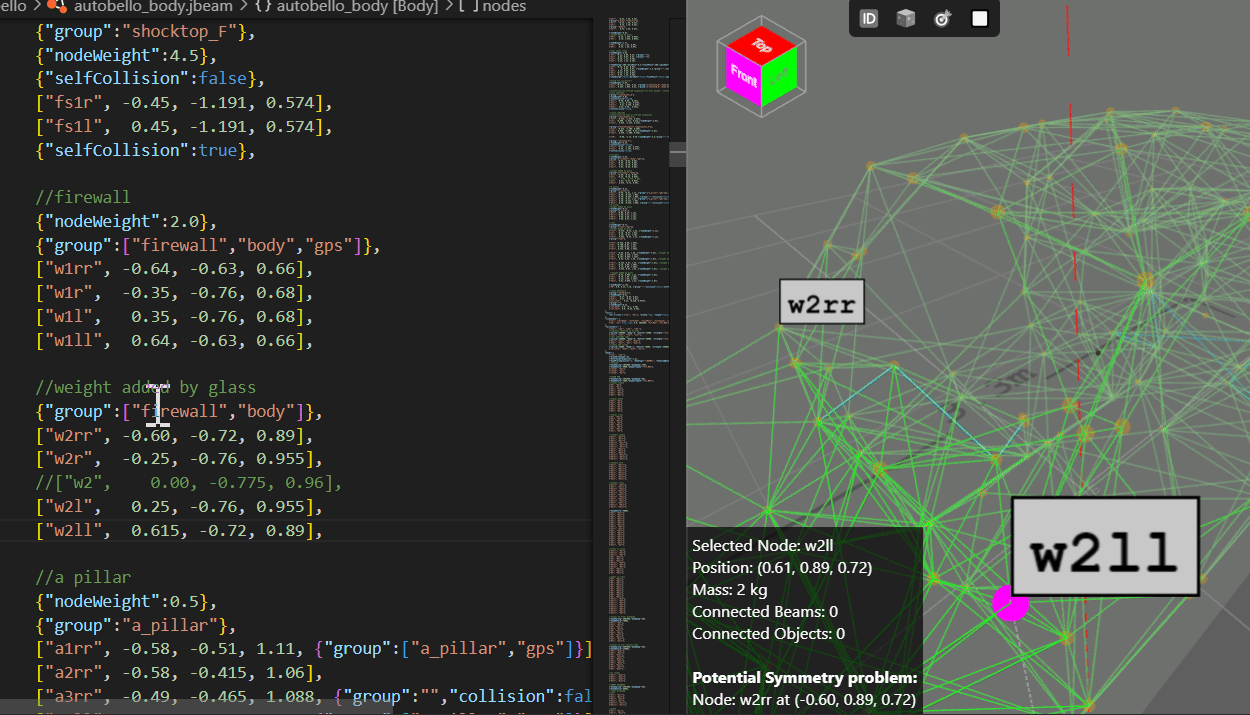 ello > autobello_body.jbeam > {} autobello_body [Body] > [ ] nodes
{"group":"shocktop_F"},
{"nodeWeight":4.5},
{"selfCollision":false},
["fs1r", -0.45, -1.191, 0.574],
["fs1l", 0.45, -1.191, 0.574],
{"selfCollision":true},
//firewall
{"nodeWeight":2.0},
{"group":["firewall","body","gps"]},
["w1rr", -0.64, -0.63, 0.66],
["w1r", -0.35, -0.76, 0.68],
["w1l", 0.35, -0.76, 0.68],
["w1ll", 0.64, -0.63, 0.66],
//weight added by glass
{"group":["firewall","body"]},
["w2rr", -0.60, -0.72, 0.89],
["w2r", -0.25, -0.76, 0.955],
//["w2", 0.00, -0.775, 0.96],
["w2l", 0.25, -0.76, 0.955],
["w2ll", 0.615, -0.72, 0.89],
//a pillar
{"nodeWeight":0.5},
{"group":"a_pillar"},
["a1rr", -0.58, -0.51, 1.11, {"group":["a_pillar","gps"]}]
["a2rr", -0.58, -0.415, 1.06],
["a3rr", -0.49, -0.465, 1.088, {"group":"","collision":fal
ID
Top
Front
w2rr
3m
w2ll
Selected Node: w2ll
Position: (0.61, 0.89, 0.72)
Mass: 2 kg
Connected Beams: 0
Connected Objects: 0
Potential Symmetry problem:
Node: w2rr at (-0.60, 0.89, 0.72)